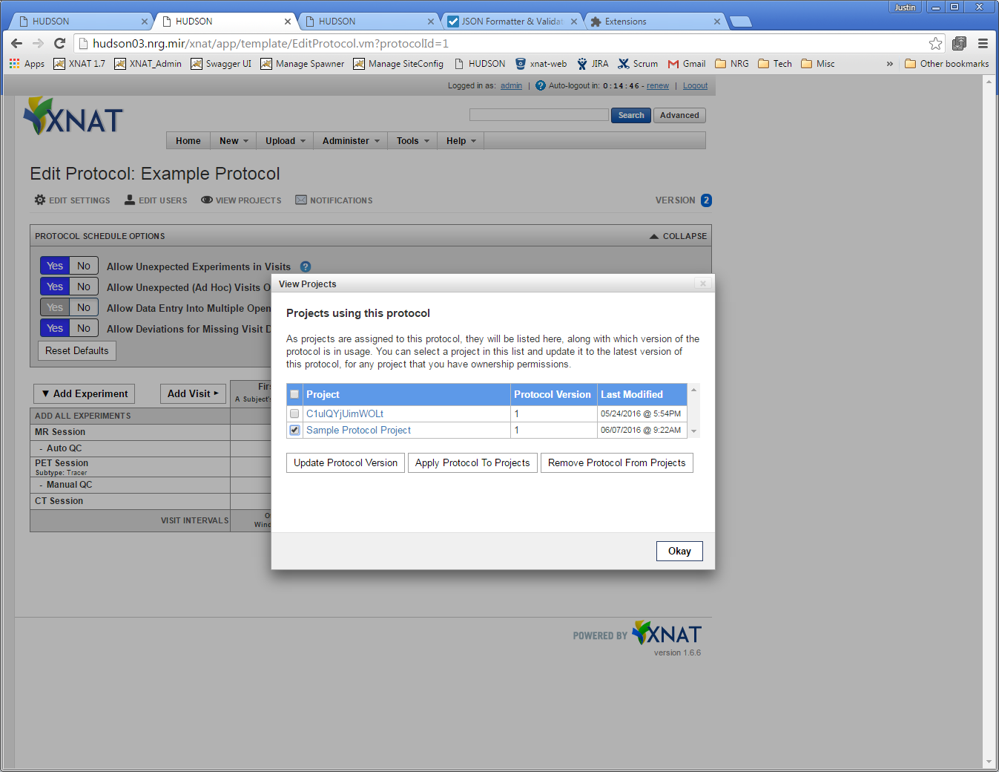 Justin
HUDSON
HUDSON
HUDSON
JSON Formatter & Validat
Extensions
hudson03.nrg.mir/xnat/app/template/EditProtocol.vm?protocolId=1
Apps XNAT 1.7 XNAT_Admin Swagger UI Manage Spawner Manage SiteConfig HUDSON xnat-web JIRA Scrum Gmail NRG Tech Misc » Other bookmarks
Logged in as: admin | ? Auto-logout in: 0:14:46 - renew | Logout
XNAT
Search Advanced
Home New Upload Administer Tools Help
Edit Protocol: Example Protocol
EDIT SETTINGS EDIT USERS VIEW PROJECTS NOTIFICATIONS VERSION 2
PROTOCOL SCHEDULE OPTIONS COLLAPSE
Yes No Allow Unexpected Experiments in Visits ?
Yes No Allow Unexpected (Ad Hoc) Visits O
Yes No Allow Data Entry Into Multiple Open
Yes No Allow Deviations for Missing Visit D
Reset Defaults
▼ Add Experiment Add Visit ► Firs
A Subject's
ADD ALL EXPERIMENTS
MR Session
- Auto QC
PET Session
Subtype: Tracer
- Manual QC
CT Session
VISIT INTERVALS
Wind
View Projects
Projects using this protocol
As projects are assigned to this protocol, they will be listed here, along with which version of the
protocol is in usage. You can select a project in this list and update it to the latest version of
this protocol, for any project that you have ownership permissions.
Project Protocol Version Last Modified
C1ulQYjUimWOLt 1 05/24/2016 @ 5:54PM
Sample Protocol Project 1 06/07/2016 @ 9:22AM
Update Protocol Version Apply Protocol To Projects Remove Protocol From Projects
Okay
POWERED BY XNAT
version 1.6.6